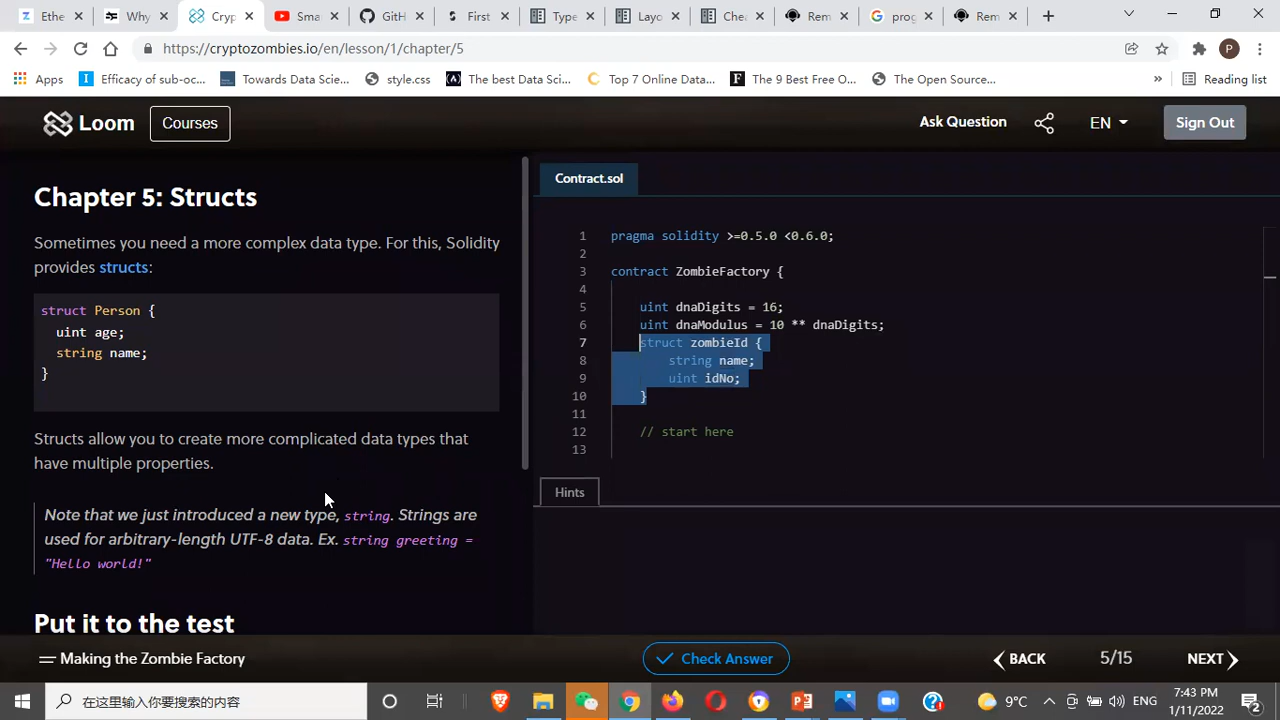 Ethe
Why
Cryp
Sma
GitH
First
Type
Layo
Chea
Rem
prog
Rem
https://cryptozombies.io/en/lesson/1/chapter/5
P
Apps
Efficacy of sub-oc...
Towards Data Scien...
style.css
The best Data Sci...
Top 7 Online Data...
The 9 Best Free O...
The Open Source...
»
Reading list
Loom
Courses
Ask Question
EN
Sign Out
Chapter 5: Structs
Sometimes you need a more complex data type. For this, Solidity
provides structs:
struct Person {
uint age;
string name;
}
Structs allow you to create more complicated data types that
have multiple properties.
Note that we just introduced a new type, string. Strings are
used for arbitrary-length UTF-8 data. Ex. string greeting =
"Hello world!"
Put it to the test
Contract.sol
1 pragma solidity >=0.5.0 <0.6.0;
2
3 contract ZombieFactory {
4
5 uint dnaDigits = 16;
6 uint dnaModulus = 10 ** dnaDigits;
7 struct zombieId {
8 string name;
9 uint idNo;
10 }
11
12 // start here
13
Hints
Making the Zombie Factory
Check Answer
BACK
5/15
NEXT
在这里输入你要搜索的内容
9°C
ENG
7:43 PM
1/11/2022
2